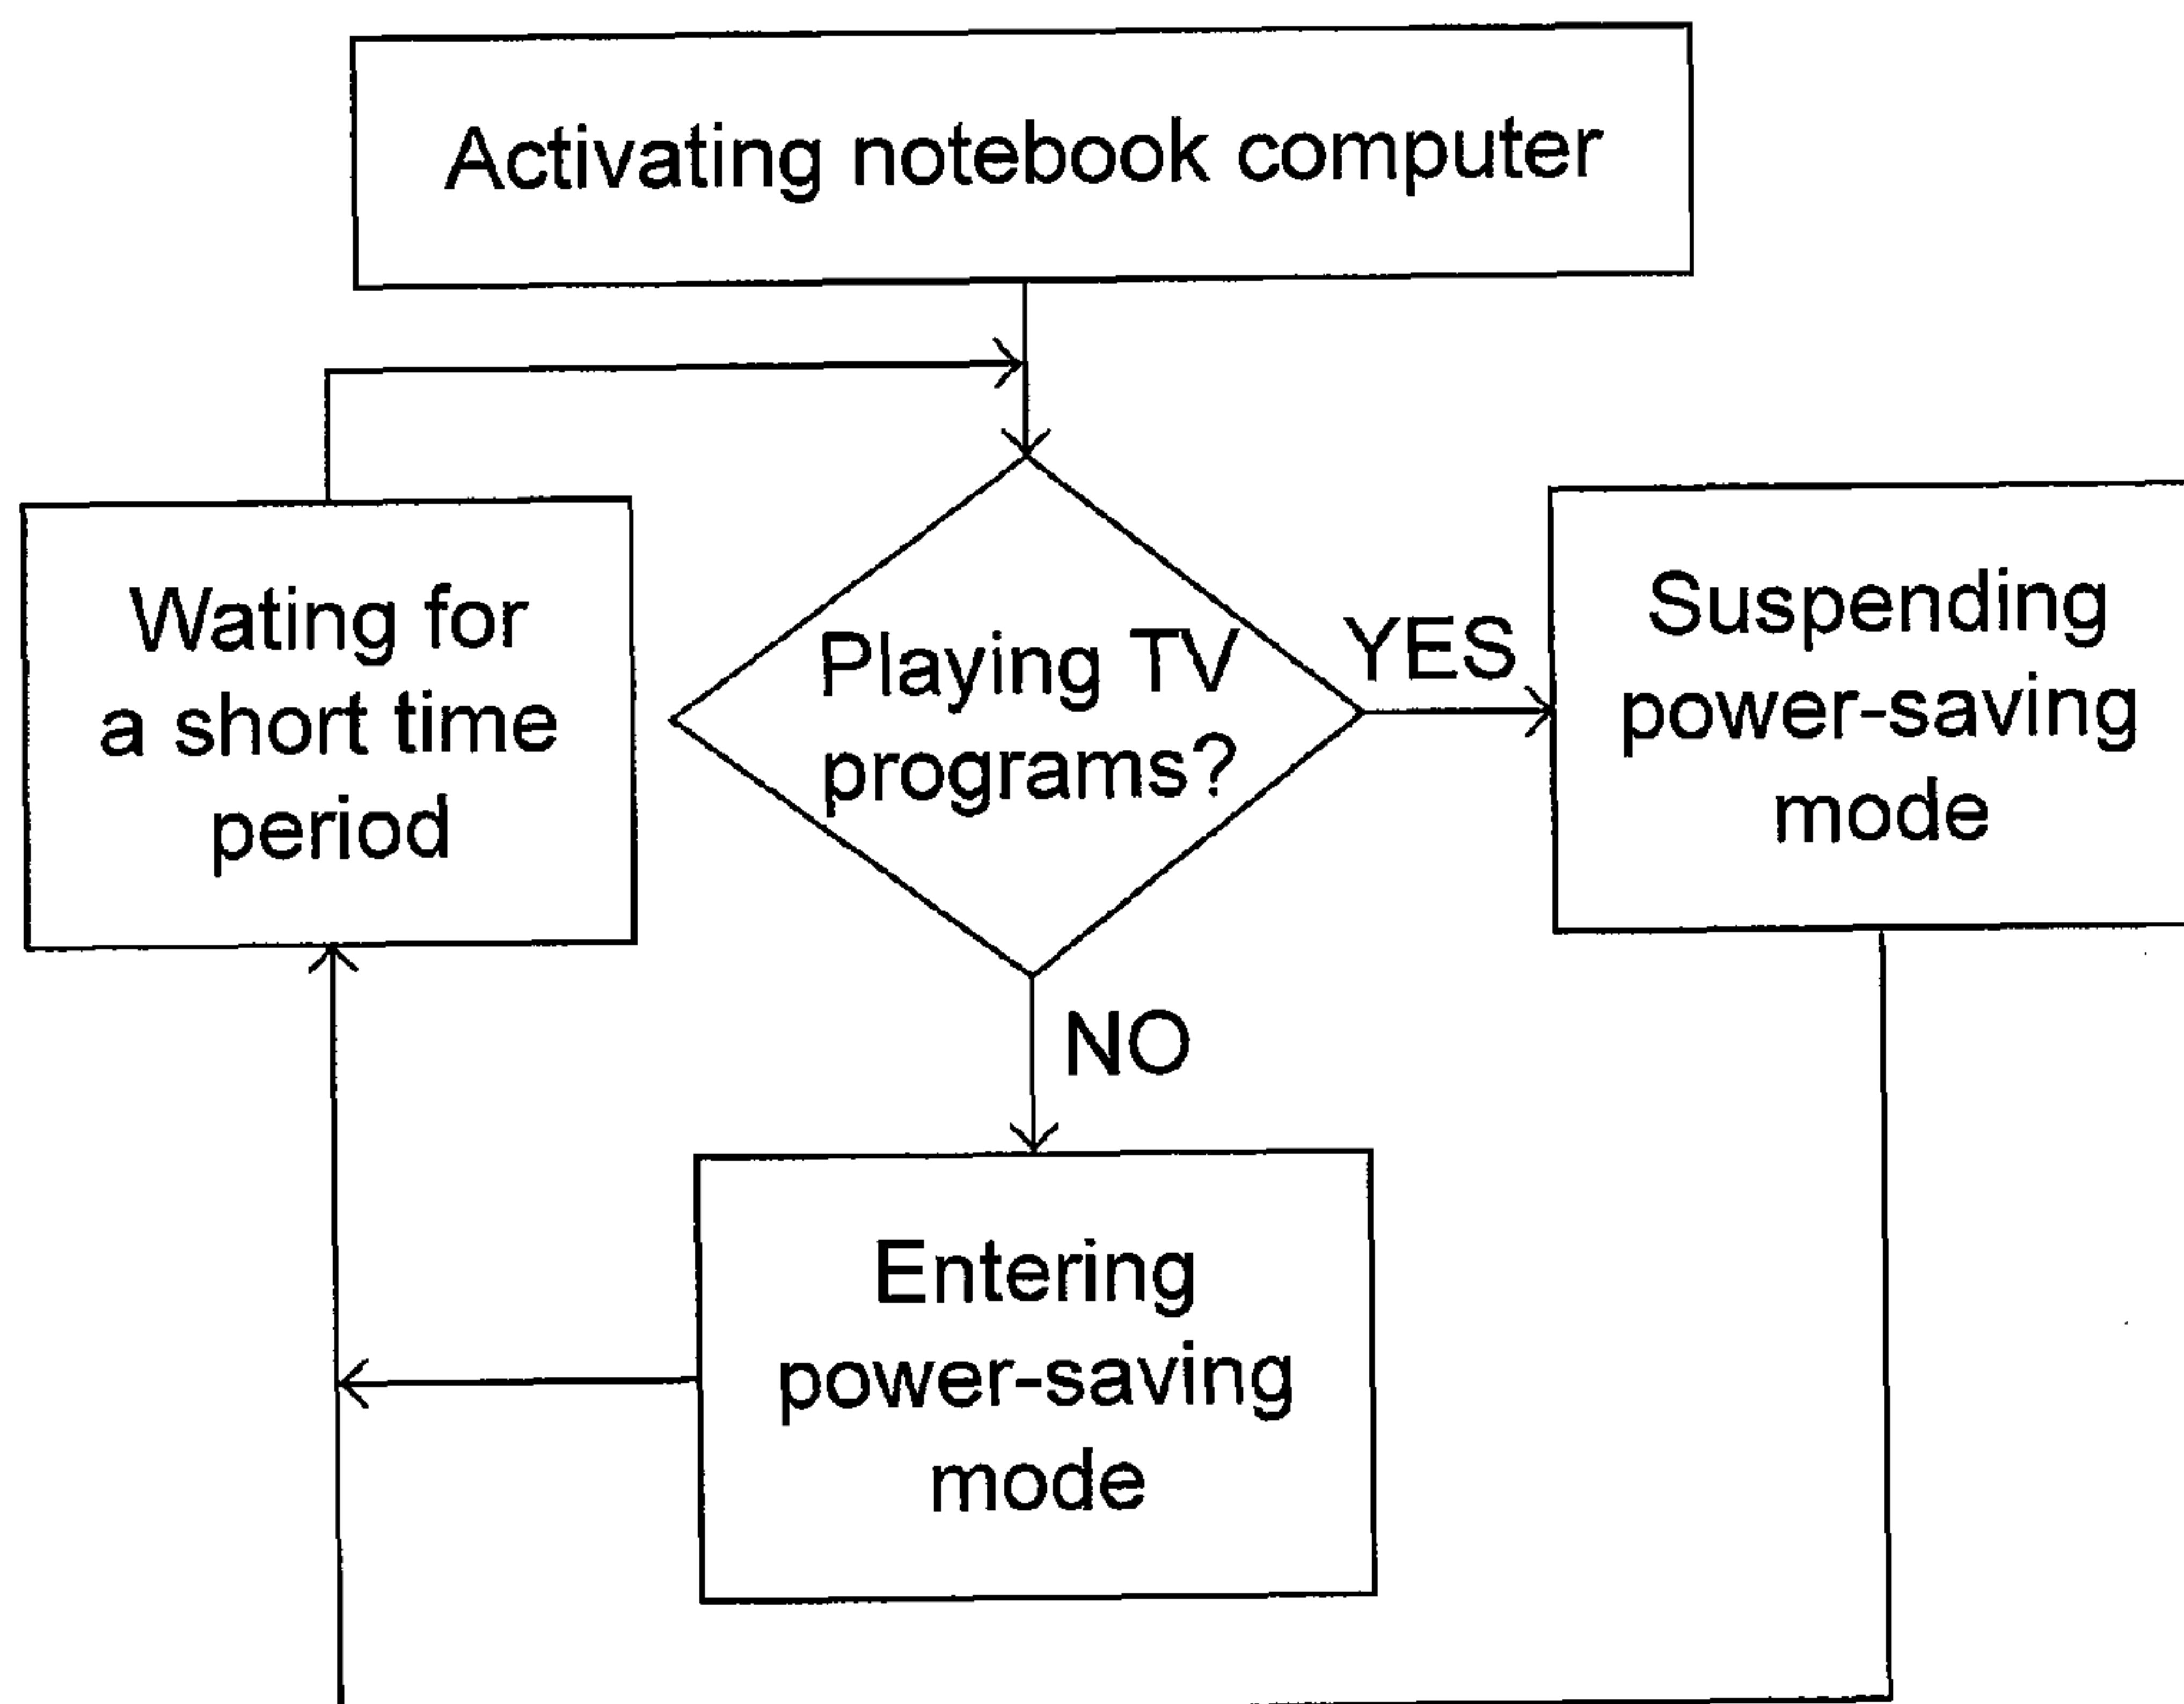 Activating notebook computer
Wating for
a short time
period
Playing TV
programs?
YES
Suspending
power-saving
mode
NO
Entering
power-saving
mode